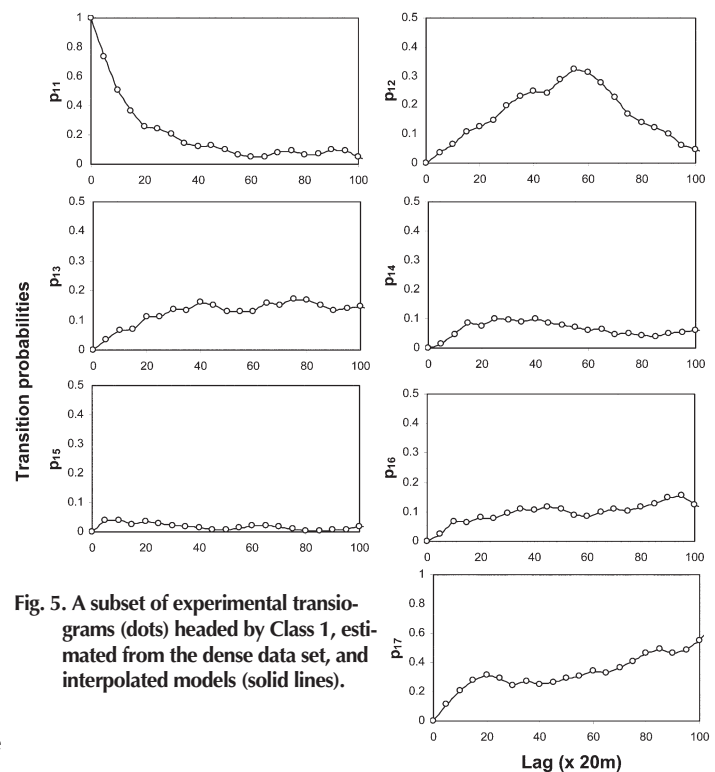 1
0.8
0.6
0.4
0.2
0
p11
0 20 40 60 80 100
0.5
0.4
0.3
0.2
0.1
0
p12
0 20 40 60 80 100
0.5
0.4
0.3
0.2
0.1
0
p13
0 20 40 60 80 100
0.5
0.4
0.3
0.2
0.1
0
p14
0 20 40 60 80 100
Transition probabilities
0.5
0.4
0.3
0.2
0.1
0
p15
0 20 40 60 80 100
0.5
0.4
0.3
0.2
0.1
0
p16
0 20 40 60 80 100
1
0.8
0.6
0.4
0.2
0
p17
0 20 40 60 80 100
Lag (x 20m)
Fig. 5. A subset of experimental transio-
grams (dots) headed by Class 1, esti-
mated from the dense data set, and
interpolated models (solid lines).